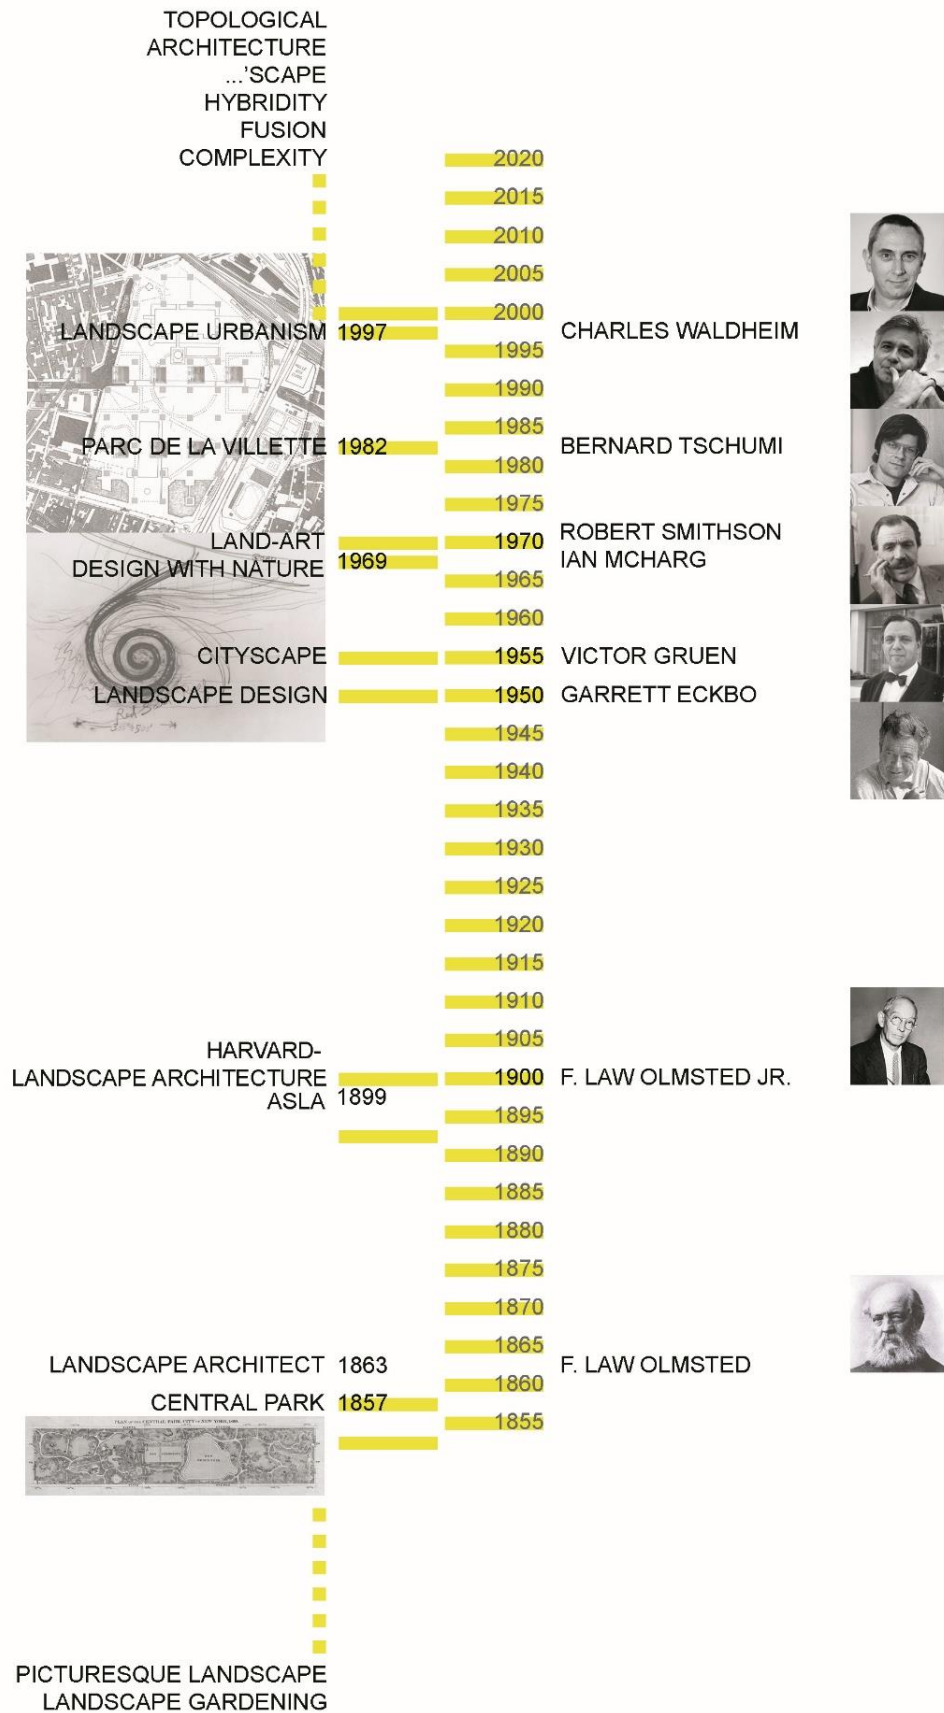 TOPOLOGICAL
ARCHITECTURE
...'SCAPE
HYBRIDITY
FUSION
COMPLEXITY
2020
2015
2010
2005
2000
LANDSCAPE URBANISM 1997 CHARLES WALDHEIM
1995
1990
1985
PARC DE LA VILLETTE 1982 BERNARD TSCHUMI
1980
1975
LAND-ART 1970 ROBERT SMITHSON
DESIGN WITH NATURE 1969 IAN MCHARG
1965
1960
CITYSCAPE 1955 VICTOR GRUEN
LANDSCAPE DESIGN 1950 GARRETT ECKBO
1945
1940
1935
1930
1925
1920
1915
1910
1905
HARVARD-
LANDSCAPE ARCHITECTURE 1900 F. LAW OLMSTED JR.
ASLA 1899
1895
1890
1885
1880
1875
1870
1865
LANDSCAPE ARCHITECT 1863 F. LAW OLMSTED
1860
CENTRAL PARK 1857
1855
PICTURESQUE LANDSCAPE
LANDSCAPE GARDENING